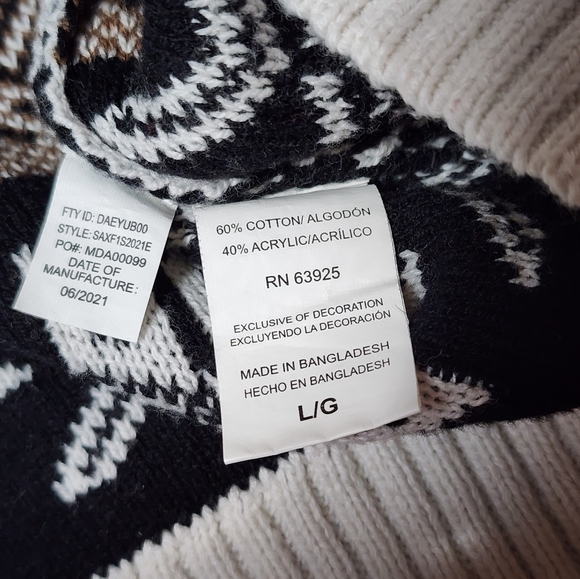 FTY ID: DAEYUB00
STYLE: SAXF1S2021E
PO#: MDA00099
DATE OF
MANUFACTURE:
06/2021
60% COTTON/ ALGODÓN
40% ACRYLIC/ACRÍLICO
RN 63925
EXCLUSIVE OF DECORATION
EXCLUYENDO LA DECORACIÓN
MADE IN BANGLADESH
HECHO EN BANGLADESH
L/G